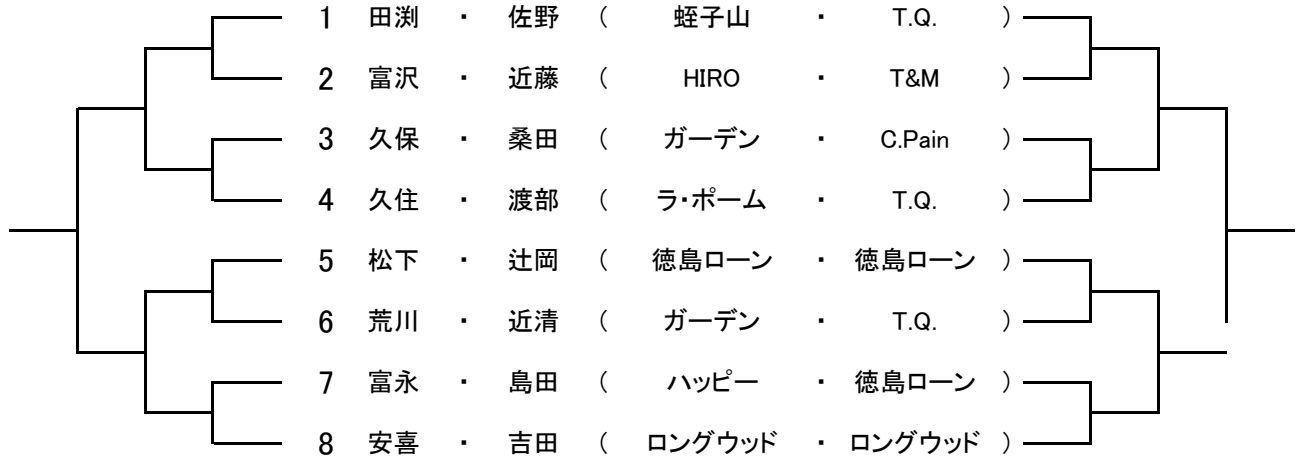 1 田渕 ・ 佐野 ( 蛭子山 ・ T.Q. )
2 富沢 ・ 近藤 ( HIRO ・ T&M )
3 久保 ・ 桑田 ( ガーデン ・ C.Pain )
4 久住 ・ 渡部 ( ラ・ポーム ・ T.Q. )
5 松下 ・ 辻岡 ( 徳島ローン ・ 徳島ローン )
6 荒川 ・ 近清 ( ガーデン ・ T.Q. )
7 富永 ・ 島田 ( ハッピー ・ 徳島ローン )
8 安喜 ・ 吉田 ( ロングウッド ・ ロングウッド )